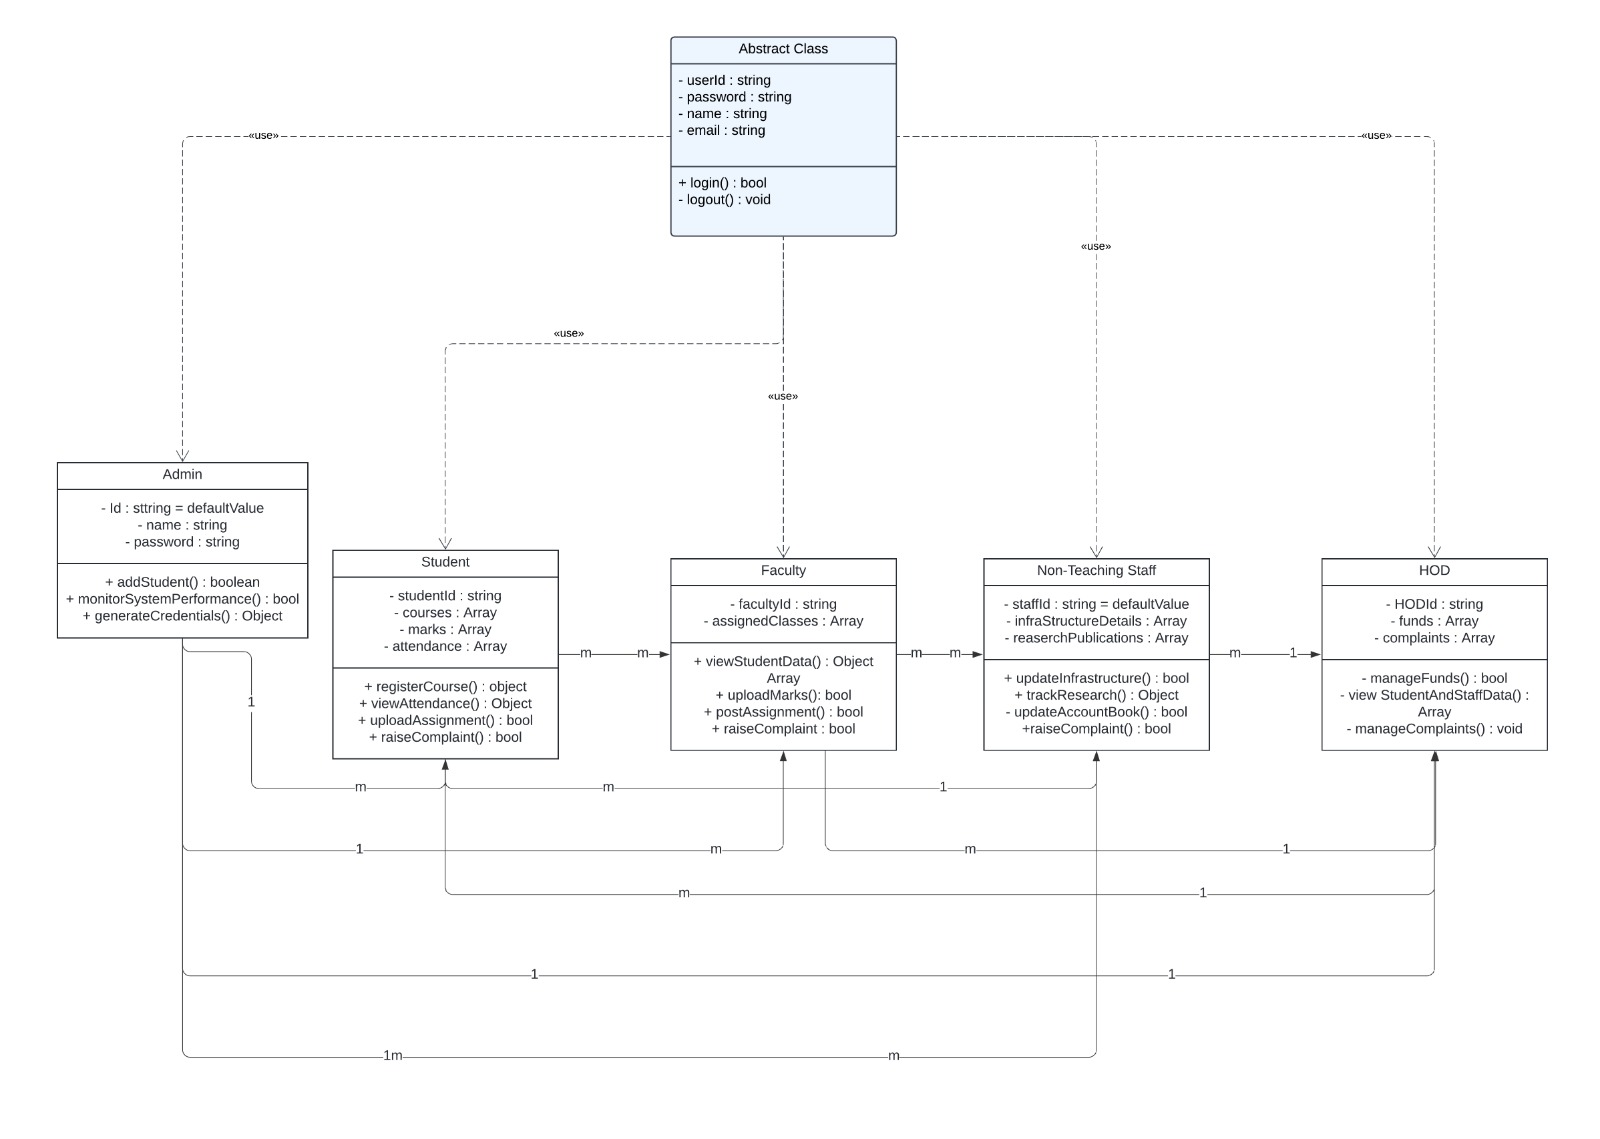 Abstract Class
- userId : string
- password : string
- name : string
- email : string
+ login() : bool
- logout() : void
«use»
«use»
«use»
«use»
«use»
Admin
- Id : sttring = defaultValue
- name : string
- password : string
+ addStudent() : boolean
+ monitorSystemPerformance() : bool
+ generateCredentials() : Object
Student
- studentId : string
- courses : Array
- marks : Array
- attendance : Array
+ registerCourse() : object
+ viewAttendance() : Object
+ uploadAssignment() : bool
+ raiseComplaint() : bool
m
m
Faculty
- facultyId : string
- assignedClasses : Array
+ viewStudentData() : Object
Array
+ uploadMarks(): bool
+ postAssignment() : bool
+ raiseComplaint : bool
m
m
Non-Teaching Staff
- staffId : string = defaultValue
- infraStructureDetails : Array
- reaserchPublications : Array
+ updateInfrastructure() : bool
+ trackResearch() : Object
- updateAccountBook() : bool
+raiseComplaint() : bool
m
1
HOD
- HODId : string
- funds : Array
- complaints : Array
- manageFunds() : bool
- view StudentAndStaffData() :
Array
- manageComplaints() : void
1
m
m
1
1
m
m
1
m
1
1
1
1m
m